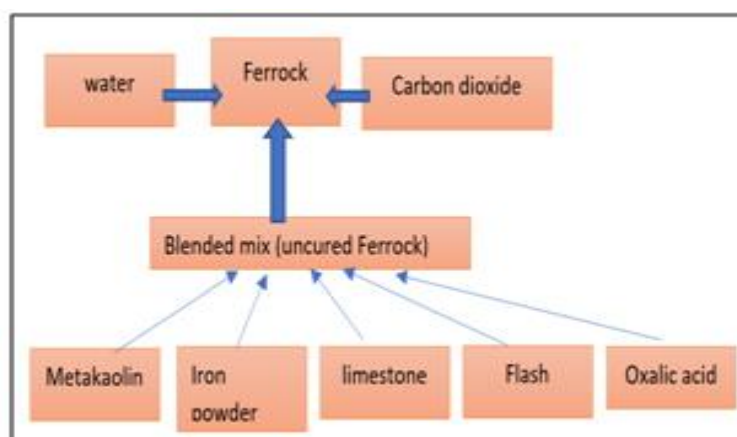 water
Ferrock
Carbon dioxide
Blended mix (uncured Ferrock)
Metakaolin
Iron
powder
limestone
Flash
Oxalic acid